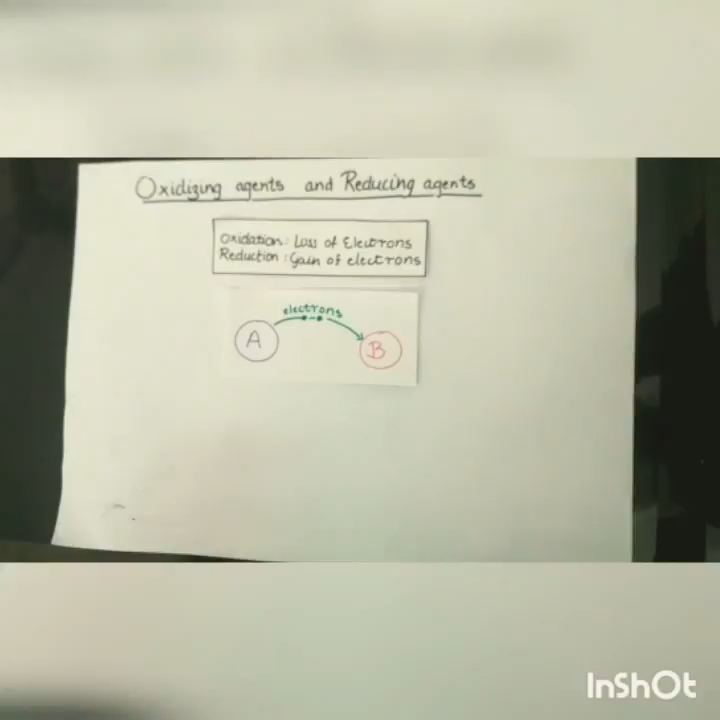 Oxidizing agents and Reducing agents
Oxidation: Loss of Electrons
Reduction: Gain of electrons
electrons
A
B
InShOt